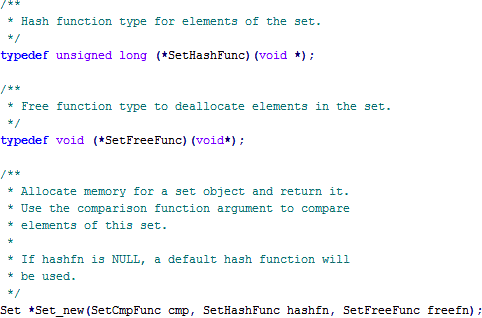 /**
 * Hash function type for elements of the set.
 */
typedef unsigned long (*SetHashFunc)(void *);
/**
 * Free function type to deallocate elements in the set.
 */
typedef void (*SetFreeFunc)(void*);
/**
 * Allocate memory for a set object and return it.
 * Use the comparison function argument to compare
 * elements of this set.
 *
 * If hashfn is NULL, a default hash function will
 * be used.
 */
Set *Set_new(SetCmpFunc cmp, SetHashFunc hashfn, SetFreeFunc freefn);